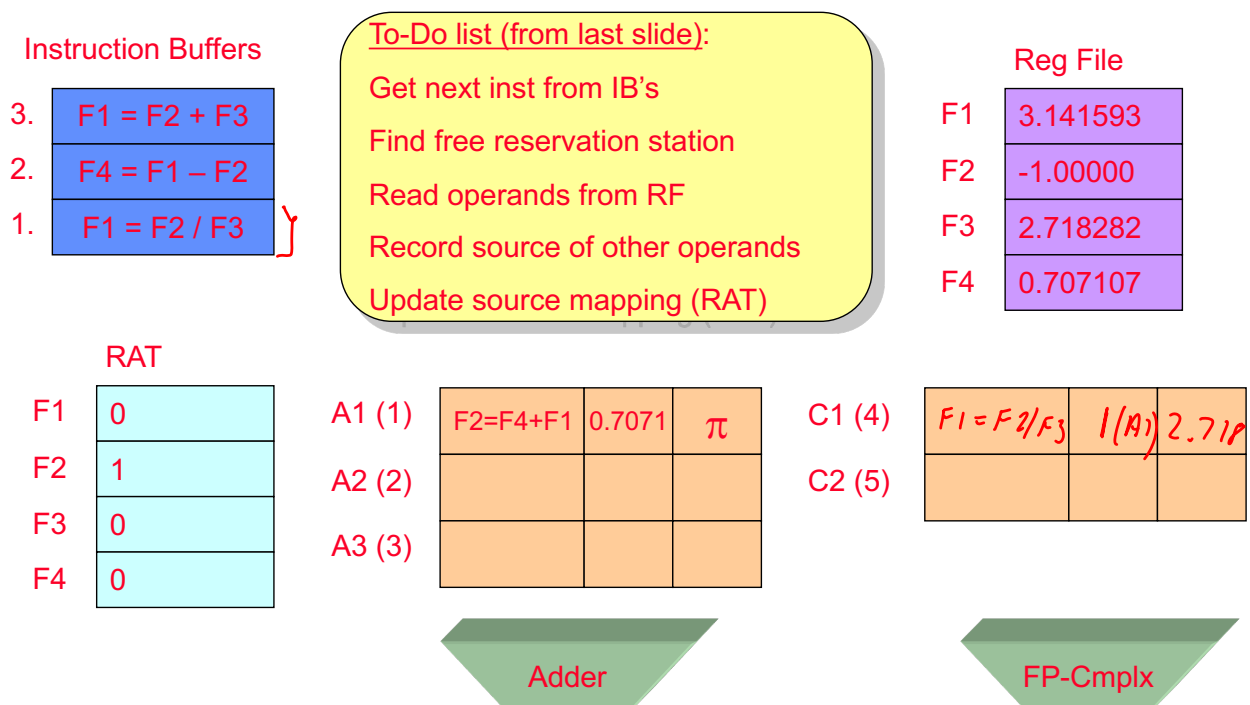 Instruction Buffers
3. F1 = F2 + F3
2. F4 = F1 – F2
1. F1 = F2 / F3
To-Do list (from last slide):
Get next inst from IB's
Find free reservation station
Read operands from RF
Record source of other operands
Update source mapping (RAT)
Reg File
F1 3.141593
F2 -1.00000
F3 2.718282
F4 0.707107
RAT
F1 0
F2 1
F3 0
F4 0
A1 (1) F2=F4+F1 0.7071 π
A2 (2)
A3 (3)
Adder
C1 (4) F1=F2/F3 1(A1) 2.718
C2 (5)
FP-Cmplx